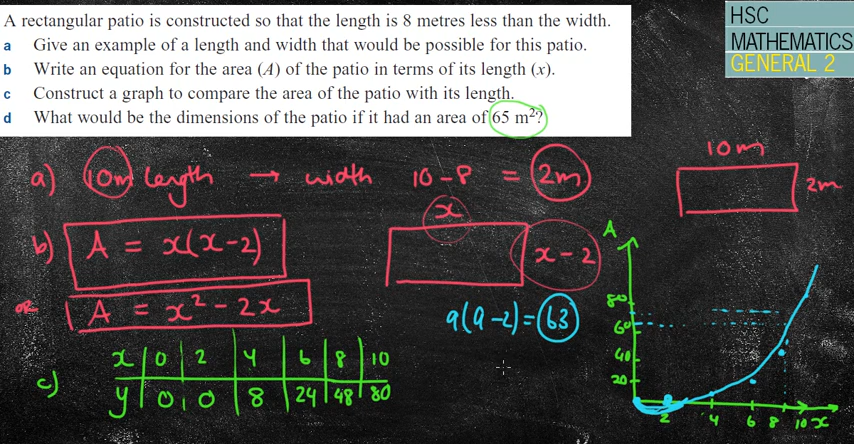 A rectangular patio is constructed so that the length is 8 metres less than the width.
a Give an example of a length and width that would be possible for this patio.
b Write an equation for the area (A) of the patio in terms of its length (x).
c Construct a graph to compare the area of the patio with its length.
d What would be the dimensions of the patio if it had an area of 65 m²?
HSC
MATHEMATICS
GENERAL 2
a) 10m length → width 10-8 = 2m
10m
2m
b) A = x(x-2)
x
x-2
or A = x² - 2x
9(9-2)=63
c) x 0 2 4 6 8 10
y 0 0 8 24 48 80
A
80
60
40
20
2 4 6 8 10 x